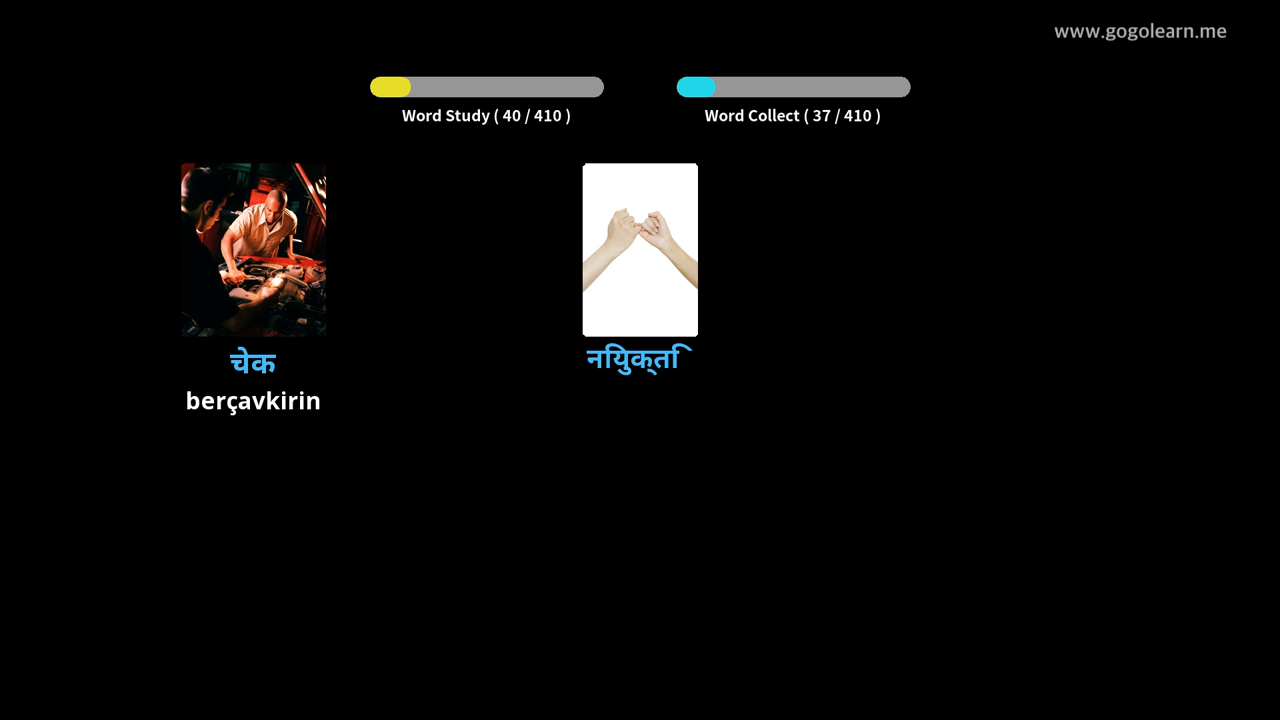 www.gogolearn.me
Word Study ( 40 / 410 )
Word Collect ( 37 / 410 )
चेक
नियुक्ति
berçavkirin